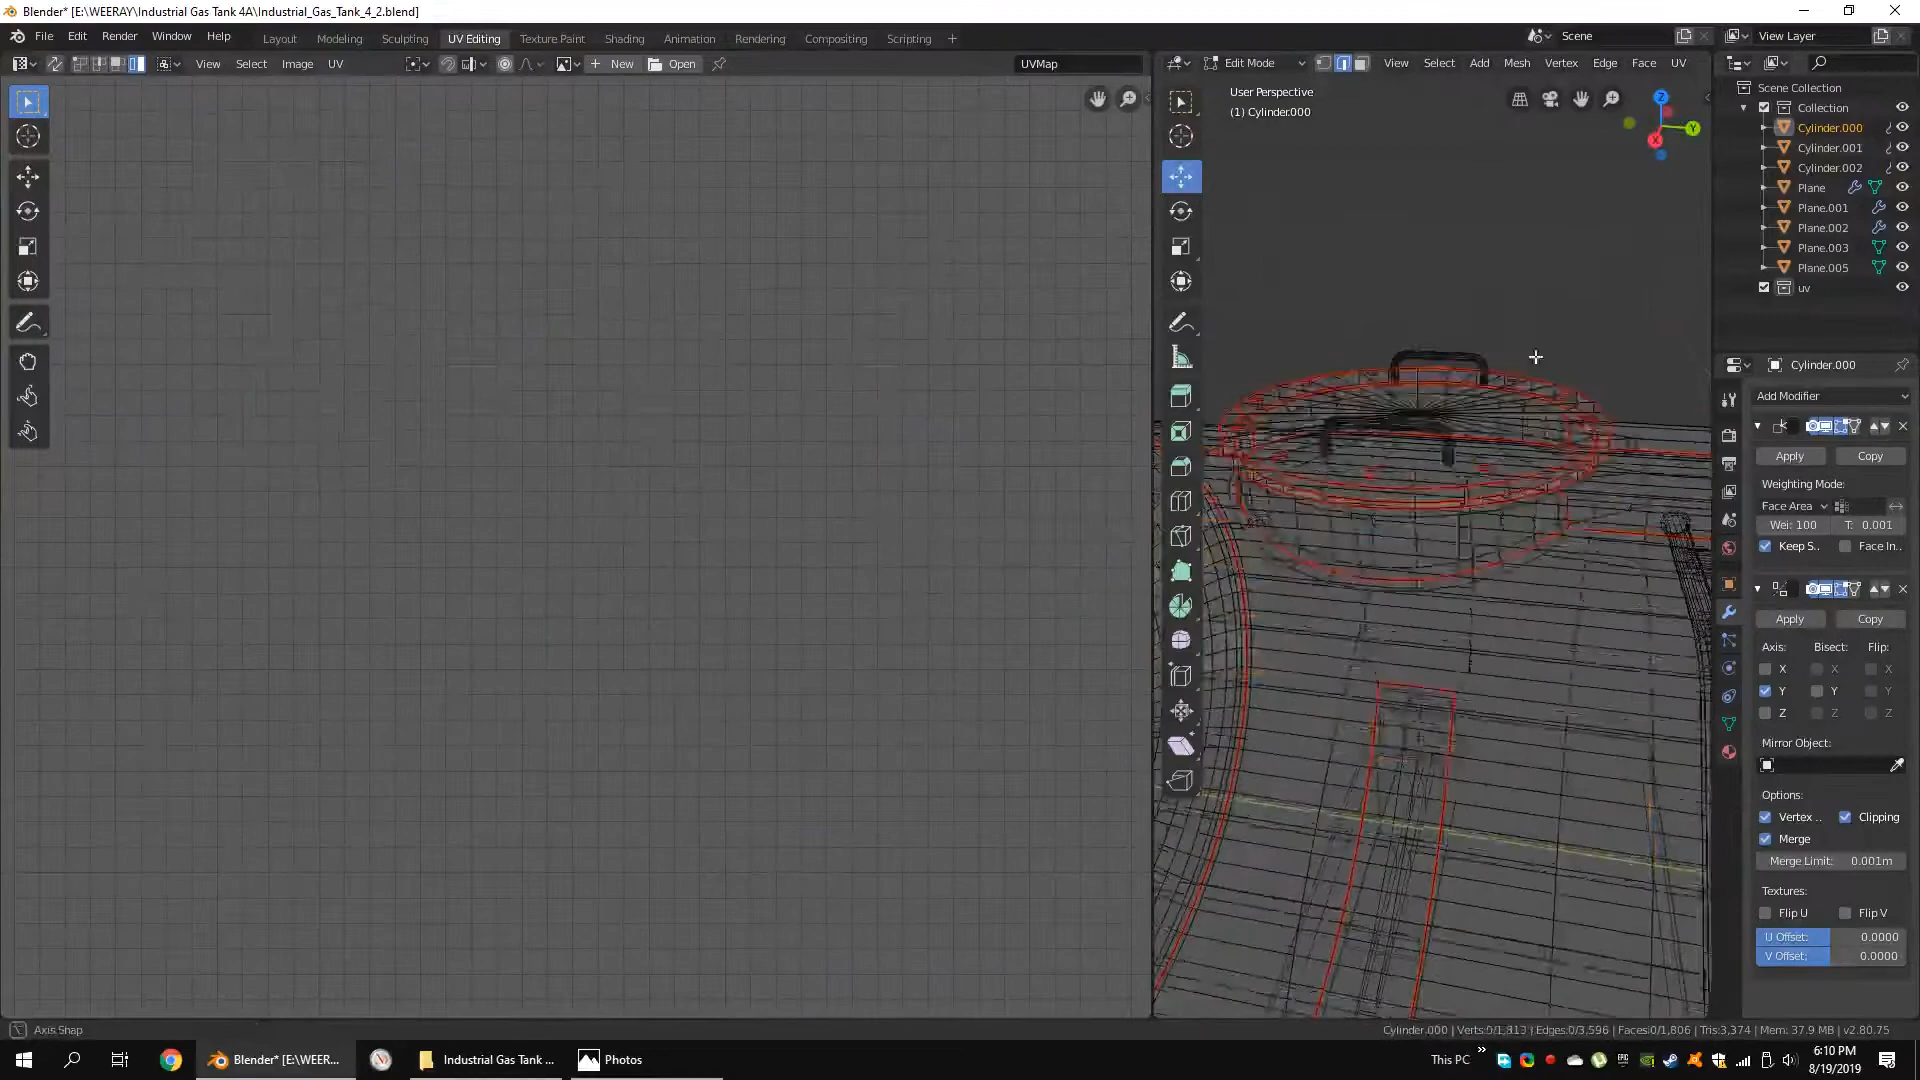 Blender* [E:\WEERAY\Industrial Gas Tank 4A\Industrial_Gas_Tank_4_2.blend]
File Edit Render Window Help
Layout Modeling Sculpting UV Editing Texture Paint Shading Animation Rendering Compositing Scripting
Scene
View Layer
View Select Image UV
New Open
UVMap
Edit Mode
View Select Add Mesh Vertex Edge Face UV
User Perspective
(1) Cylinder.000
Z
Y
X
Scene Collection
Collection
Cylinder.000
Cylinder.001
Cylinder.002
Plane
Plane.001
Plane.002
Plane.003
Plane.005
uv
Cylinder.000
Add Modifier
Apply Copy
Weighting Mode:
Face Area
Wei: 100 T: 0.001
Keep S.. Face In..
Apply Copy
Axis: Bisect: Flip:
X X X
Y Y Y
Z Z Z
Mirror Object:
Options:
Vertex .. Clipping
Merge
Merge Limit: 0.001m
Textures:
Flip U Flip V
U Offset: 0.0000
V Offset: 0.0000
Axis Snap
Cylinder.000 | Verts:0/1,813 | Edges:0/3,596 | Faces:0/1,806 | Tris:3,374 | Mem: 37.9 MB | v2.80.75
Blender* [E:\WEER...
Industrial Gas Tank ...
Photos
This PC
6:10 PM
8/19/2019